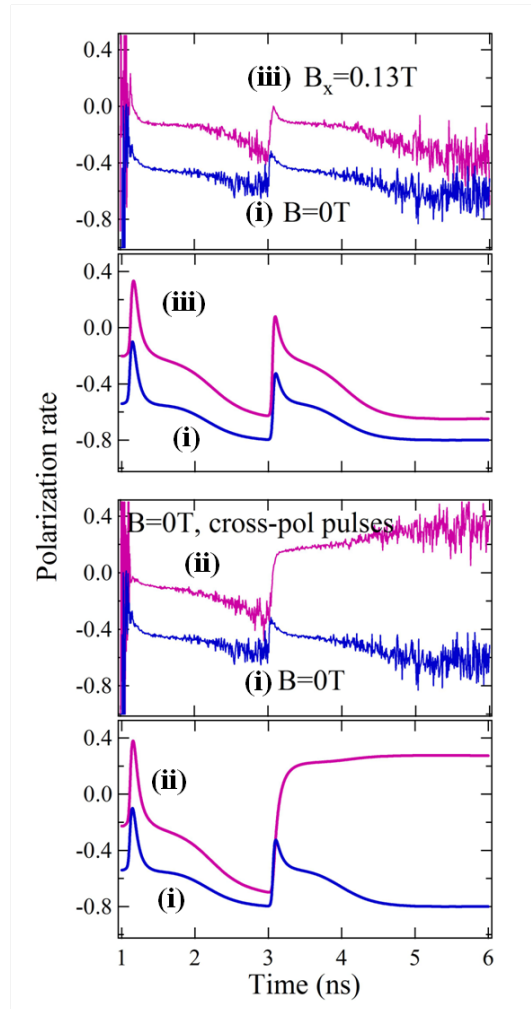 0.4
(iii) Bx=0.13T
0.0
-0.4
-0.8
(i) B=0T
0.4
(iii)
0.0
-0.4
-0.8
(i)
Polarization rate
0.4
B=0T, cross-pol pulses
(ii)
0.0
-0.4
-0.8
(i) B=0T
0.4
(ii)
0.0
-0.4
-0.8
(i)
1 2 3 4 5 6
Time (ns)